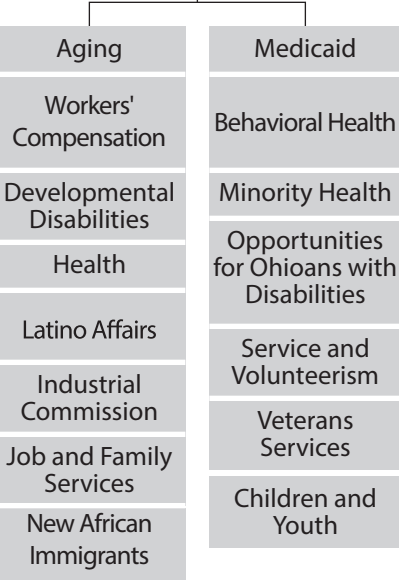 Aging
Workers'
Compensation
Developmental
Disabilities
Health
Latino Affairs
Industrial
Commission
Job and Family
Services
New African
Immigrants
Medicaid
Behavioral Health
Minority Health
Opportunities
for Ohioans with
Disabilities
Service and
Volunteerism
Veterans
Services
Children and
Youth